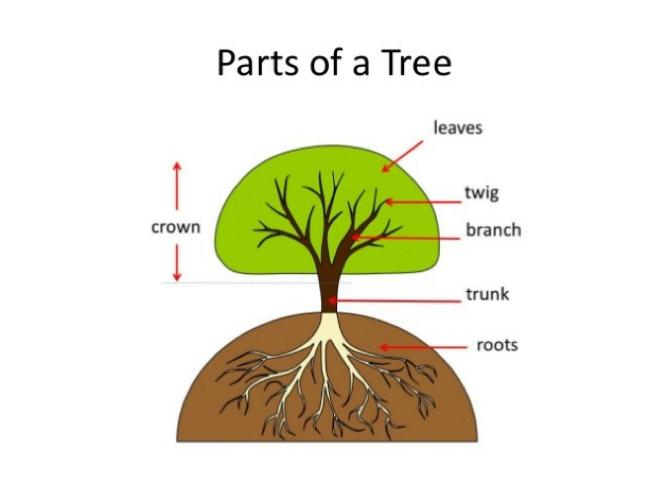 Parts of a Tree
leaves
twig
crown
branch
trunk
roots